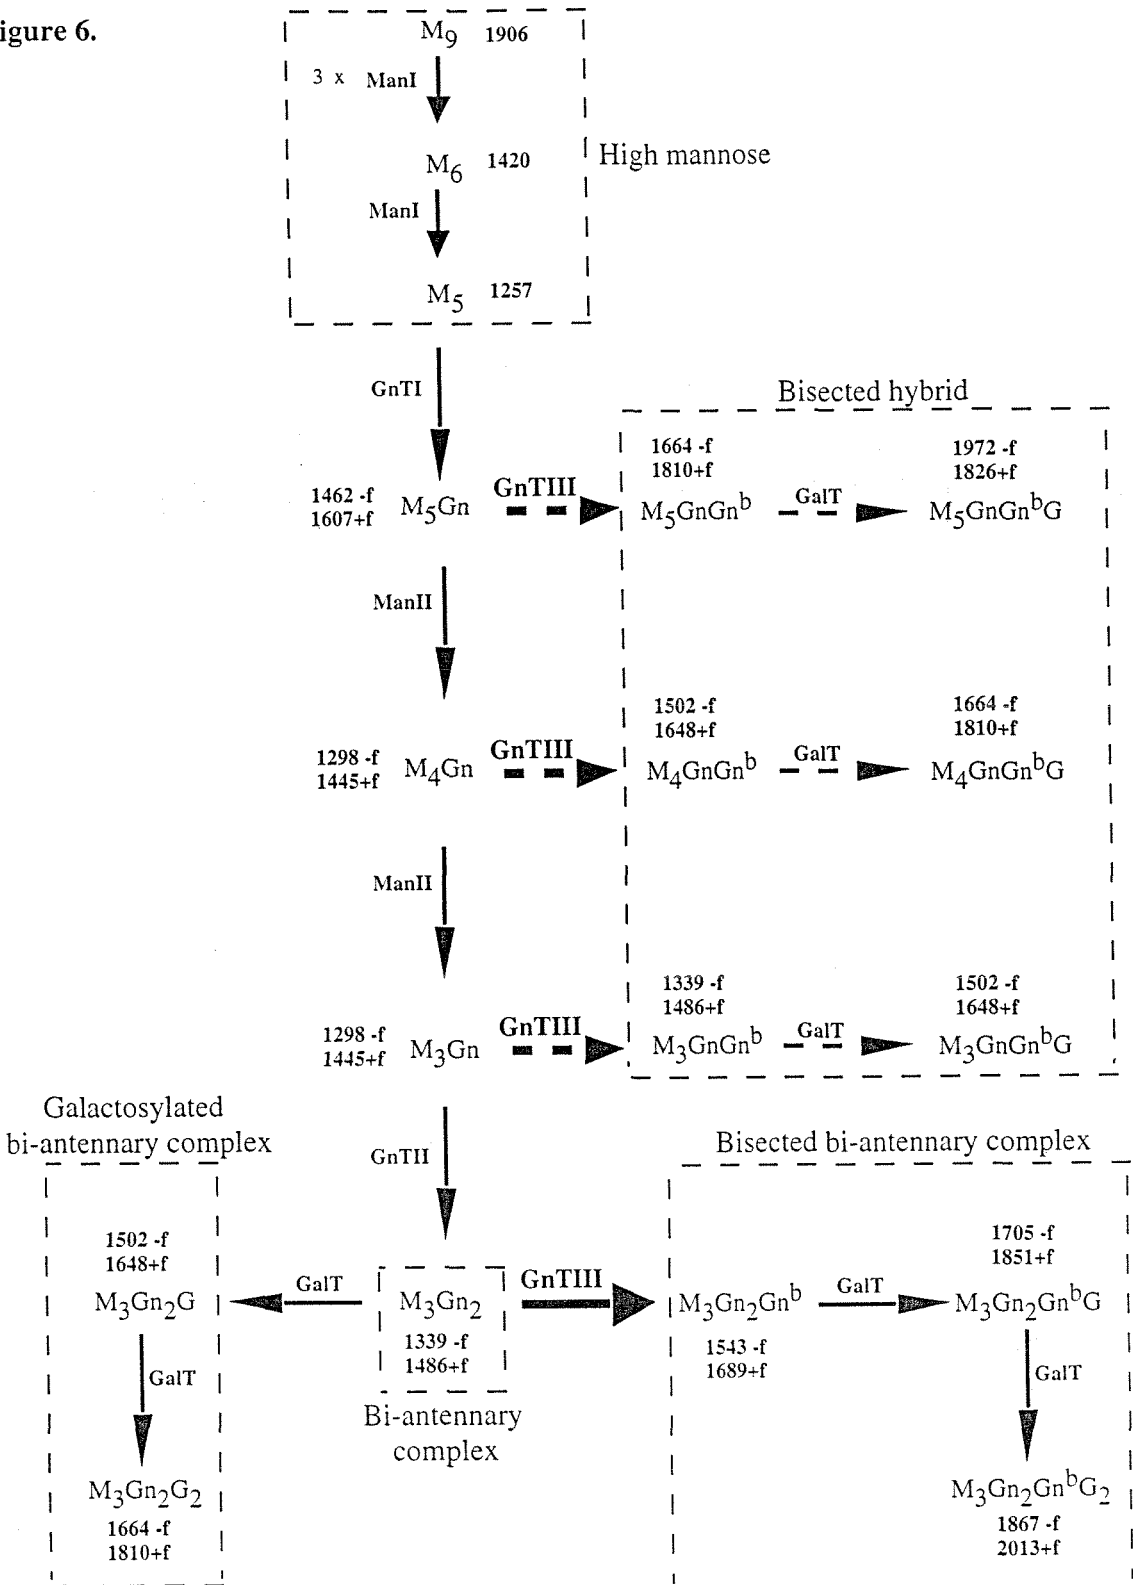 igure 6.
M9 1906
3 x ManI
M6 1420
High mannose
ManI
M5 1257
GnTI
Bisected hybrid
1664 -f
1810+f
1972 -f
1826+f
1462 -f
1607+f
M5Gn
GnTIII
M5GnGnb
GalT
M5GnGnbG
ManII
1502 -f
1648+f
1664 -f
1810+f
1298 -f
1445+f
M4Gn
GnTIII
M4GnGnb
GalT
M4GnGnbG
ManII
1339 -f
1486+f
1502 -f
1648+f
1298 -f
1445+f
M3Gn
GnTIII
M3GnGnb
GalT
M3GnGnbG
Galactosylated
bi-antennary complex
GnTII
Bisected bi-antennary complex
1502 -f
1648+f
1705 -f
1851+f
M3Gn2G
GalT
M3Gn2
GnTIII
M3Gn2Gnb
GalT
M3Gn2GnbG
1339 -f
1486+f
1543 -f
1689+f
GalT
GalT
Bi-antennary
complex
M3Gn2G2
1664 -f
1810+f
M3Gn2GnbG2
1867 -f
2013+f